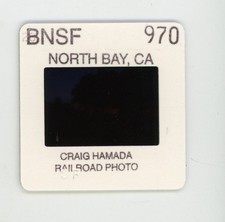 BNSF 970
NORTH BAY, CA
CRAIG HAMADA
RAILROAD PHOTO